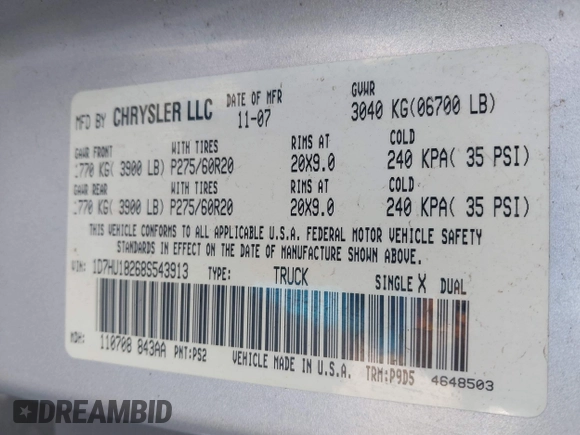 MFD BY CHRYSLER LLC DATE OF MFR GVWR
11-07 3040 KG(06700 LB)
GAWR FRONT WITH TIRES RIMS AT COLD
1770 KG( 3900 LB) P275/60R20 20X9.0 240 KPA( 35 PSI)
GAWR REAR WITH TIRES RIMS AT COLD
1770 KG( 3900 LB) P275/60R20 20X9.0 240 KPA( 35 PSI)
THIS VEHICLE CONFORMS TO ALL APPLICABLE U.S.A. FEDERAL MOTOR VEHICLE SAFETY
STANDARDS IN EFFECT ON THE DATE OF MANUFACTURE SHOWN ABOVE.
VIN: 1D7HU18268S543913 TYPE: TRUCK SINGLE X DUAL
MDH: 110708 843AA PNT:PS2 VEHICLE MADE IN U.S.A. TRM:P9D5 4648503
DREAMBID